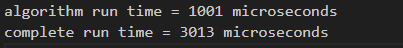 algorithm run time = 1001 microseconds
complete run time = 3013 microseconds